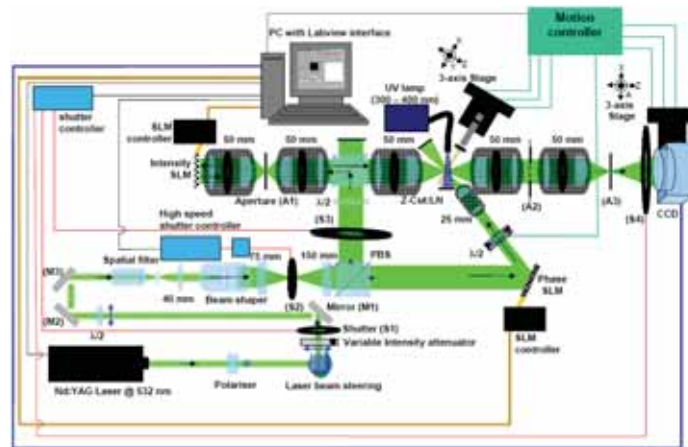 PC with Labview interface
Motion
controller
3-axis Stage
UV lamp
(300 – 400 nm)
3-axis
Stage
shutter
controller
SLM
controller
50 mm
50 mm
50 mm
50 mm
50 mm
Intensity
SLM
Aperture (A1)
λ/2
Z-Cut:LN
(A2)
(A3)
(S4)
CCD
(S3)
25 mm
High speed
shutter controller
75 mm
150 mm
PBS
λ/2
Phase
SLM
(M3)
Spatial filter
40 mm
Beam shaper
(S2)
Mirror (M1)
(M2)
λ/2
Shutter (S1)
Variable Intensity attenuator
SLM
controller
Nd:YAG Laser @ 532 nm
Polariser
Laser beam steering